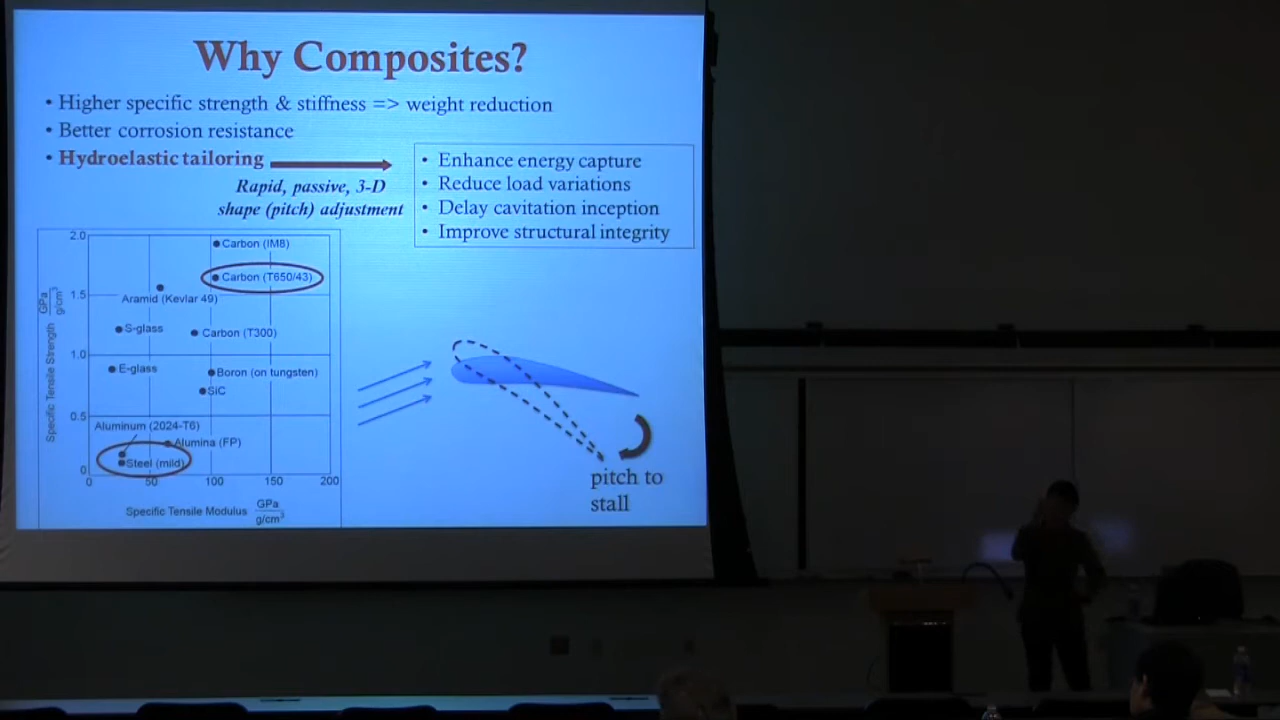 Why Composites?
• Higher specific strength & stiffness => weight reduction
• Better corrosion resistance
• Hydroelastic tailoring
Rapid, passive, 3-D
shape (pitch) adjustment
• Enhance energy capture
• Reduce load variations
• Delay cavitation inception
• Improve structural integrity
2.0
1.5
1.0
0.5
0
Specific Tensile Strength GPa
g/cm³
Carbon (IM8)
Carbon (T650/43)
Aramid (Kevlar 49)
S-glass
Carbon (T300)
E-glass
Boron (on tungsten)
SiC
Aluminum (2024-T6)
Alumina (FP)
Steel (mild)
0 50 100 150 200
Specific Tensile Modulus GPa
g/cm³
pitch to
stall